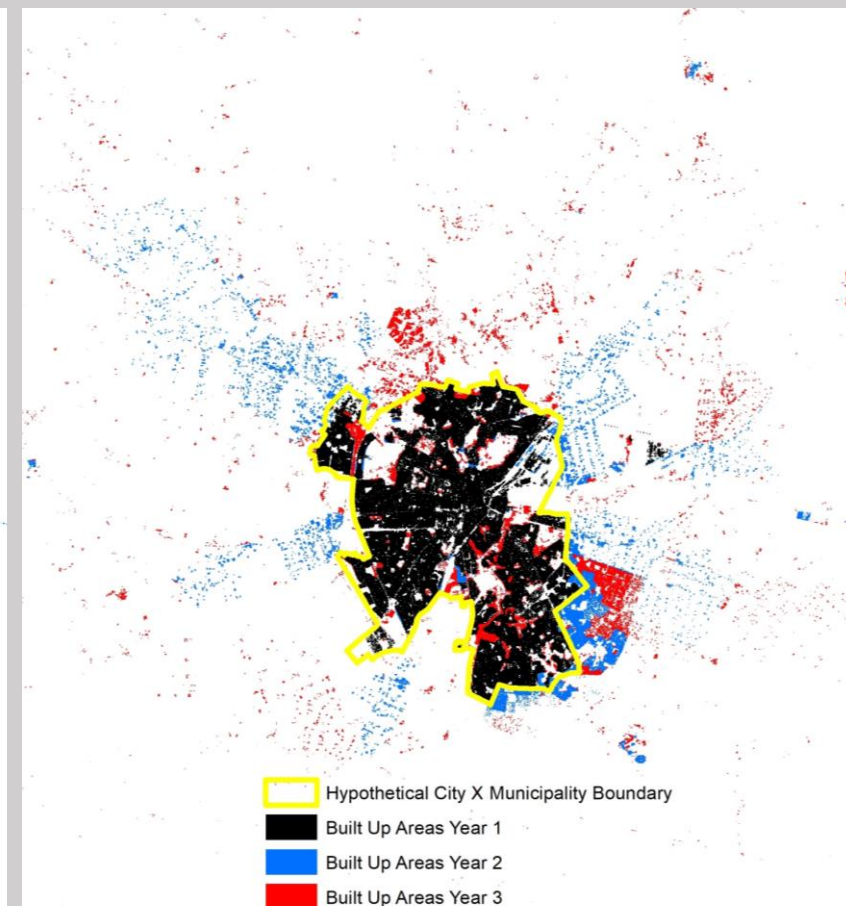 Hypothetical City X Municipality Boundary
Built Up Areas Year 1
Built Up Areas Year 2
Built Up Areas Year 3